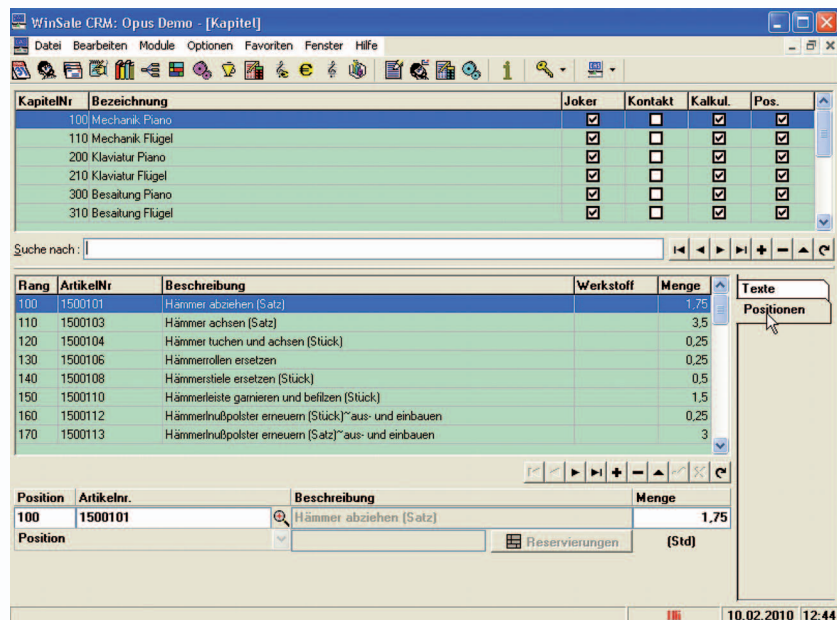 WinSale CRM: Opus Demo - [Kapitel]
Datei Bearbeiten Module Optionen Favoriten Fenster Hilfe
KapitelNr Bezeichnung Joker Kontakt Kalkul. Pos.
100 Mechanik Piano
110 Mechanik Flügel
200 Klaviatur Piano
210 Klaviatur Flügel
300 Besaitung Piano
310 Besaitung Flügel
Suche nach :
Rang ArtikelNr Beschreibung Werkstoff Menge
100 1500101 Hämmer abziehen (Satz) 1,75
110 1500103 Hämmer achsen (Satz) 3,5
120 1500104 Hämmer tuchen und achsen (Stück) 0,25
130 1500106 Hämmerrollen ersetzen 0,25
140 1500108 Hämmerstiele ersetzen (Stück) 0,5
150 1500110 Hämmerleiste garnieren und befilzen (Stück) 1,5
160 1500112 Hämmerlnußpolster erneuern (Stück)~aus- und einbauen 0,25
170 1500113 Hämmerlnußpolster erneuern (Satz)~aus- und einbauen 3
Texte
Positionen
Position Artikelnr. Beschreibung Menge
100 1500101 Hämmer abziehen (Satz) 1,75
Position Reservierungen (Std)
10.02.2010 12:44